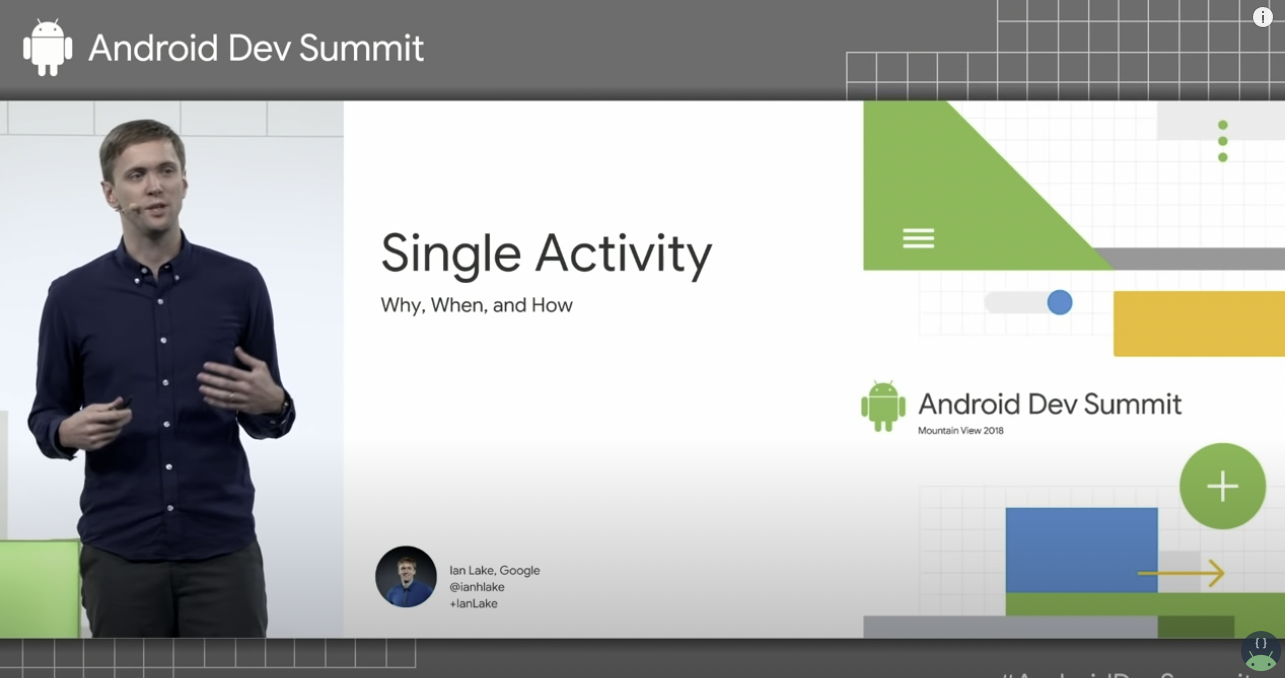 Android Dev Summit
Single Activity
Why, When, and How
Android Dev Summit
Mountain View 2018
Ian Lake, Google
@ianhlake
+IanLake
#AndroidDevSummit